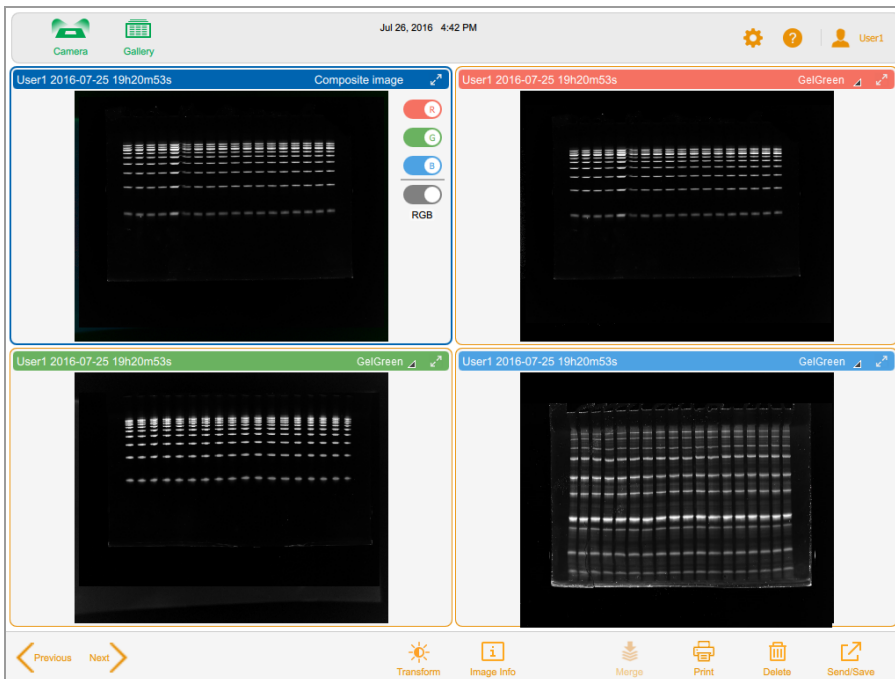 Jul 26, 2016 4:42 PM
Camera
Gallery
?
User1
User1 2016-07-25 19h20m53s
Composite image
R
G
B
RGB
User1 2016-07-25 19h20m53s
GelGreen
User1 2016-07-25 19h20m53s
GelGreen
User1 2016-07-25 19h20m53s
GelGreen
Previous
Next
Transform
Image Info
Merge
Print
Delete
Send/Save